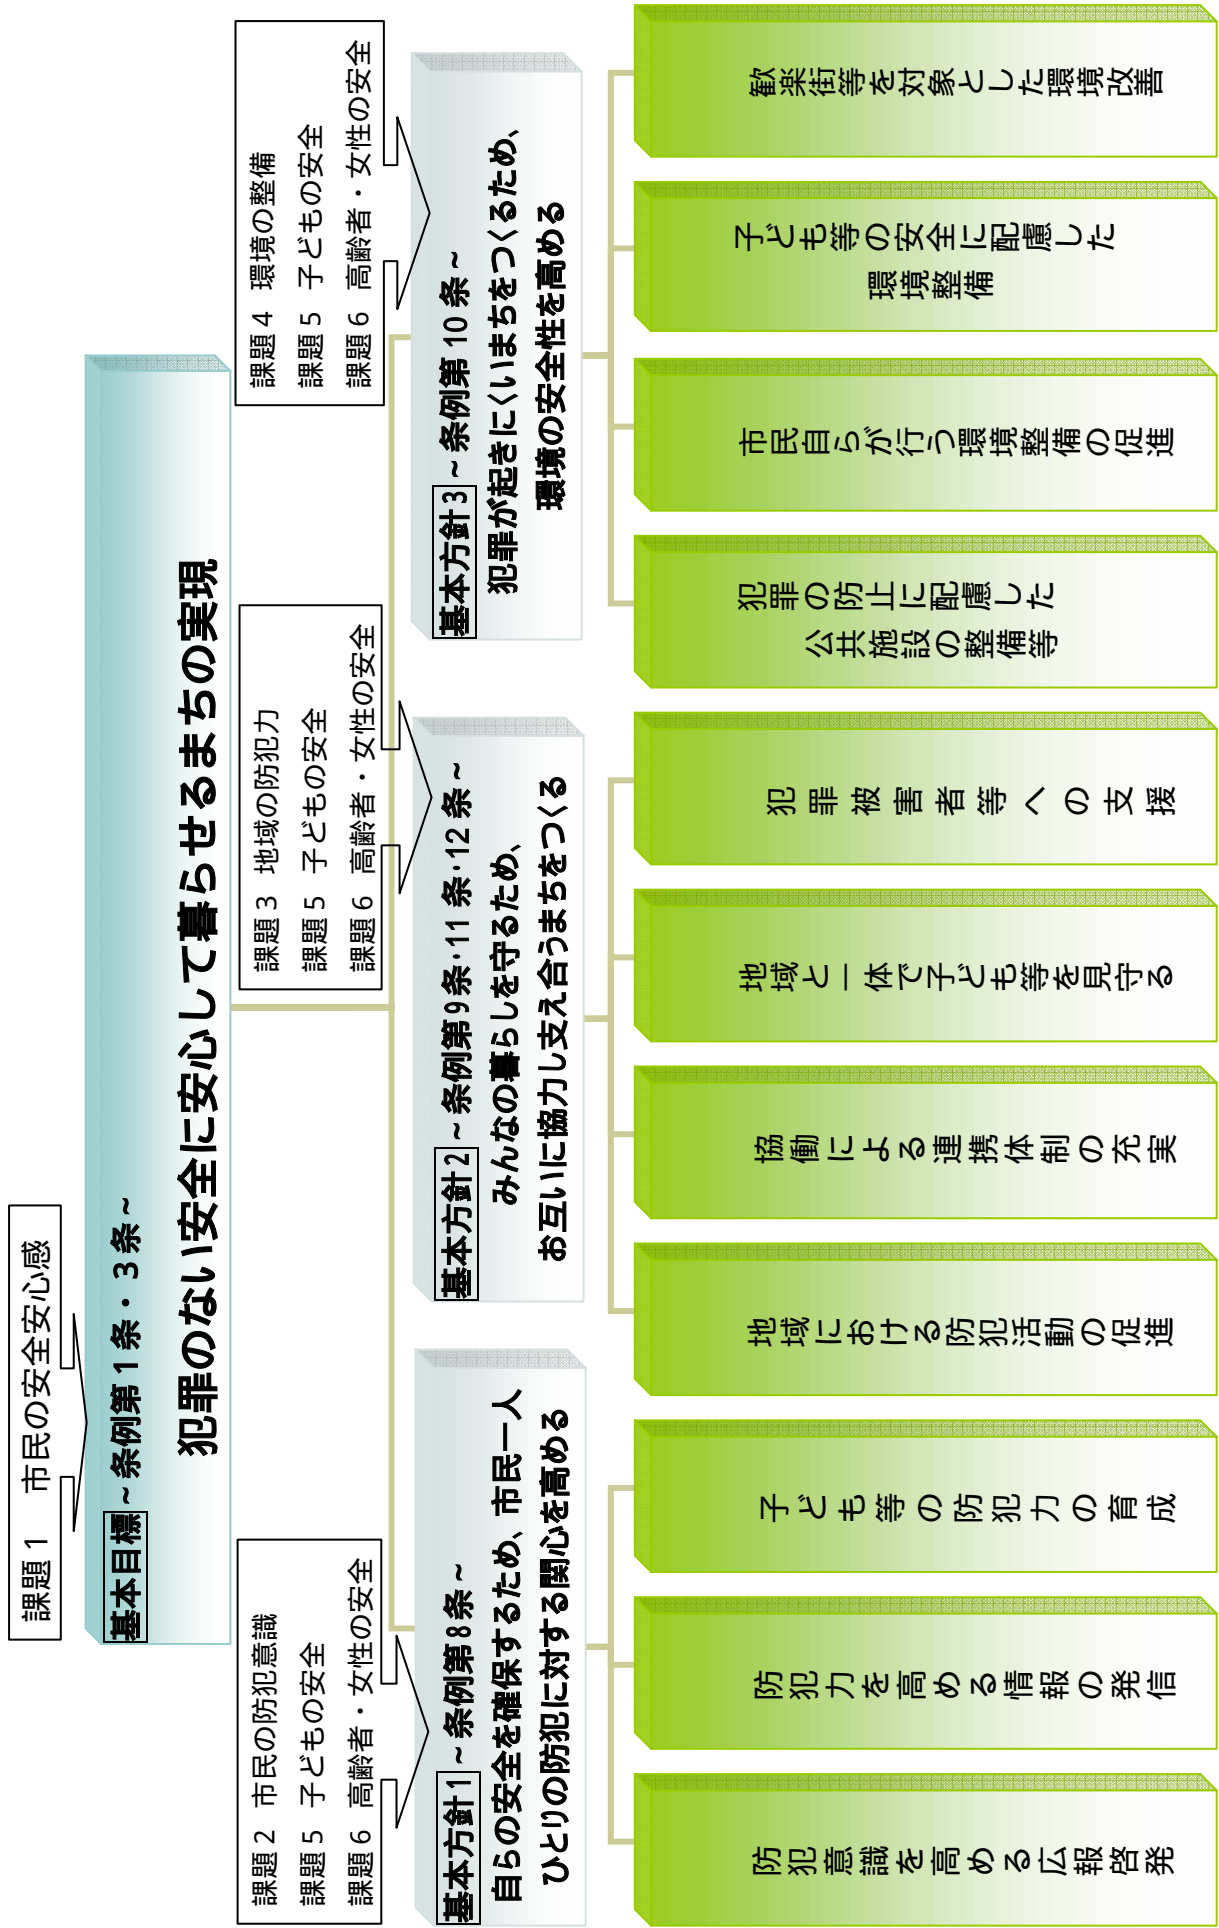 課題１　市民の安全安心感
基本目標～条例第１条・３条～
犯罪のない安全に安心して暮らせるまちの実現
課題２　市民の防犯意識
課題５　子どもの安全
課題６　高齢者・女性の安全
基本方針１～条例第８条～
自らの安全を確保するため、市民一人
ひとりの防犯に対する関心を高める
防犯意識を高める広報啓発
防犯力を高める情報の発信
子ども等の防犯力の育成
課題３　地域の防犯力
課題５　子どもの安全
課題６　高齢者・女性の安全
基本方針２～条例第９条・11条・12条～
みんなの暮らしを守るため、
お互いに協力し支え合うまちをつくる
地域における防犯活動の促進
協働による連携体制の充実
地域と一体で子ども等を見守る
犯罪被害者等への支援
課題４　環境の整備
課題５　子どもの安全
課題６　高齢者・女性の安全
基本方針３～条例第10条～
犯罪が起きにくいまちをつくるため、
環境の安全性を高める
犯罪の防止に配慮した
公共施設の整備等
市民自らが行う環境整備の促進
子ども等の安全に配慮した
環境整備
歓楽街等を対象とした環境改善